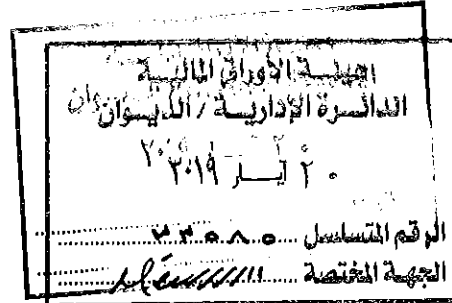 هيئة الأوراق المالية
الدائرة الإدارية / الديوان
٢٠ أيار ٢٠١٩
الرقم المتسلسل
الجهة المختصة